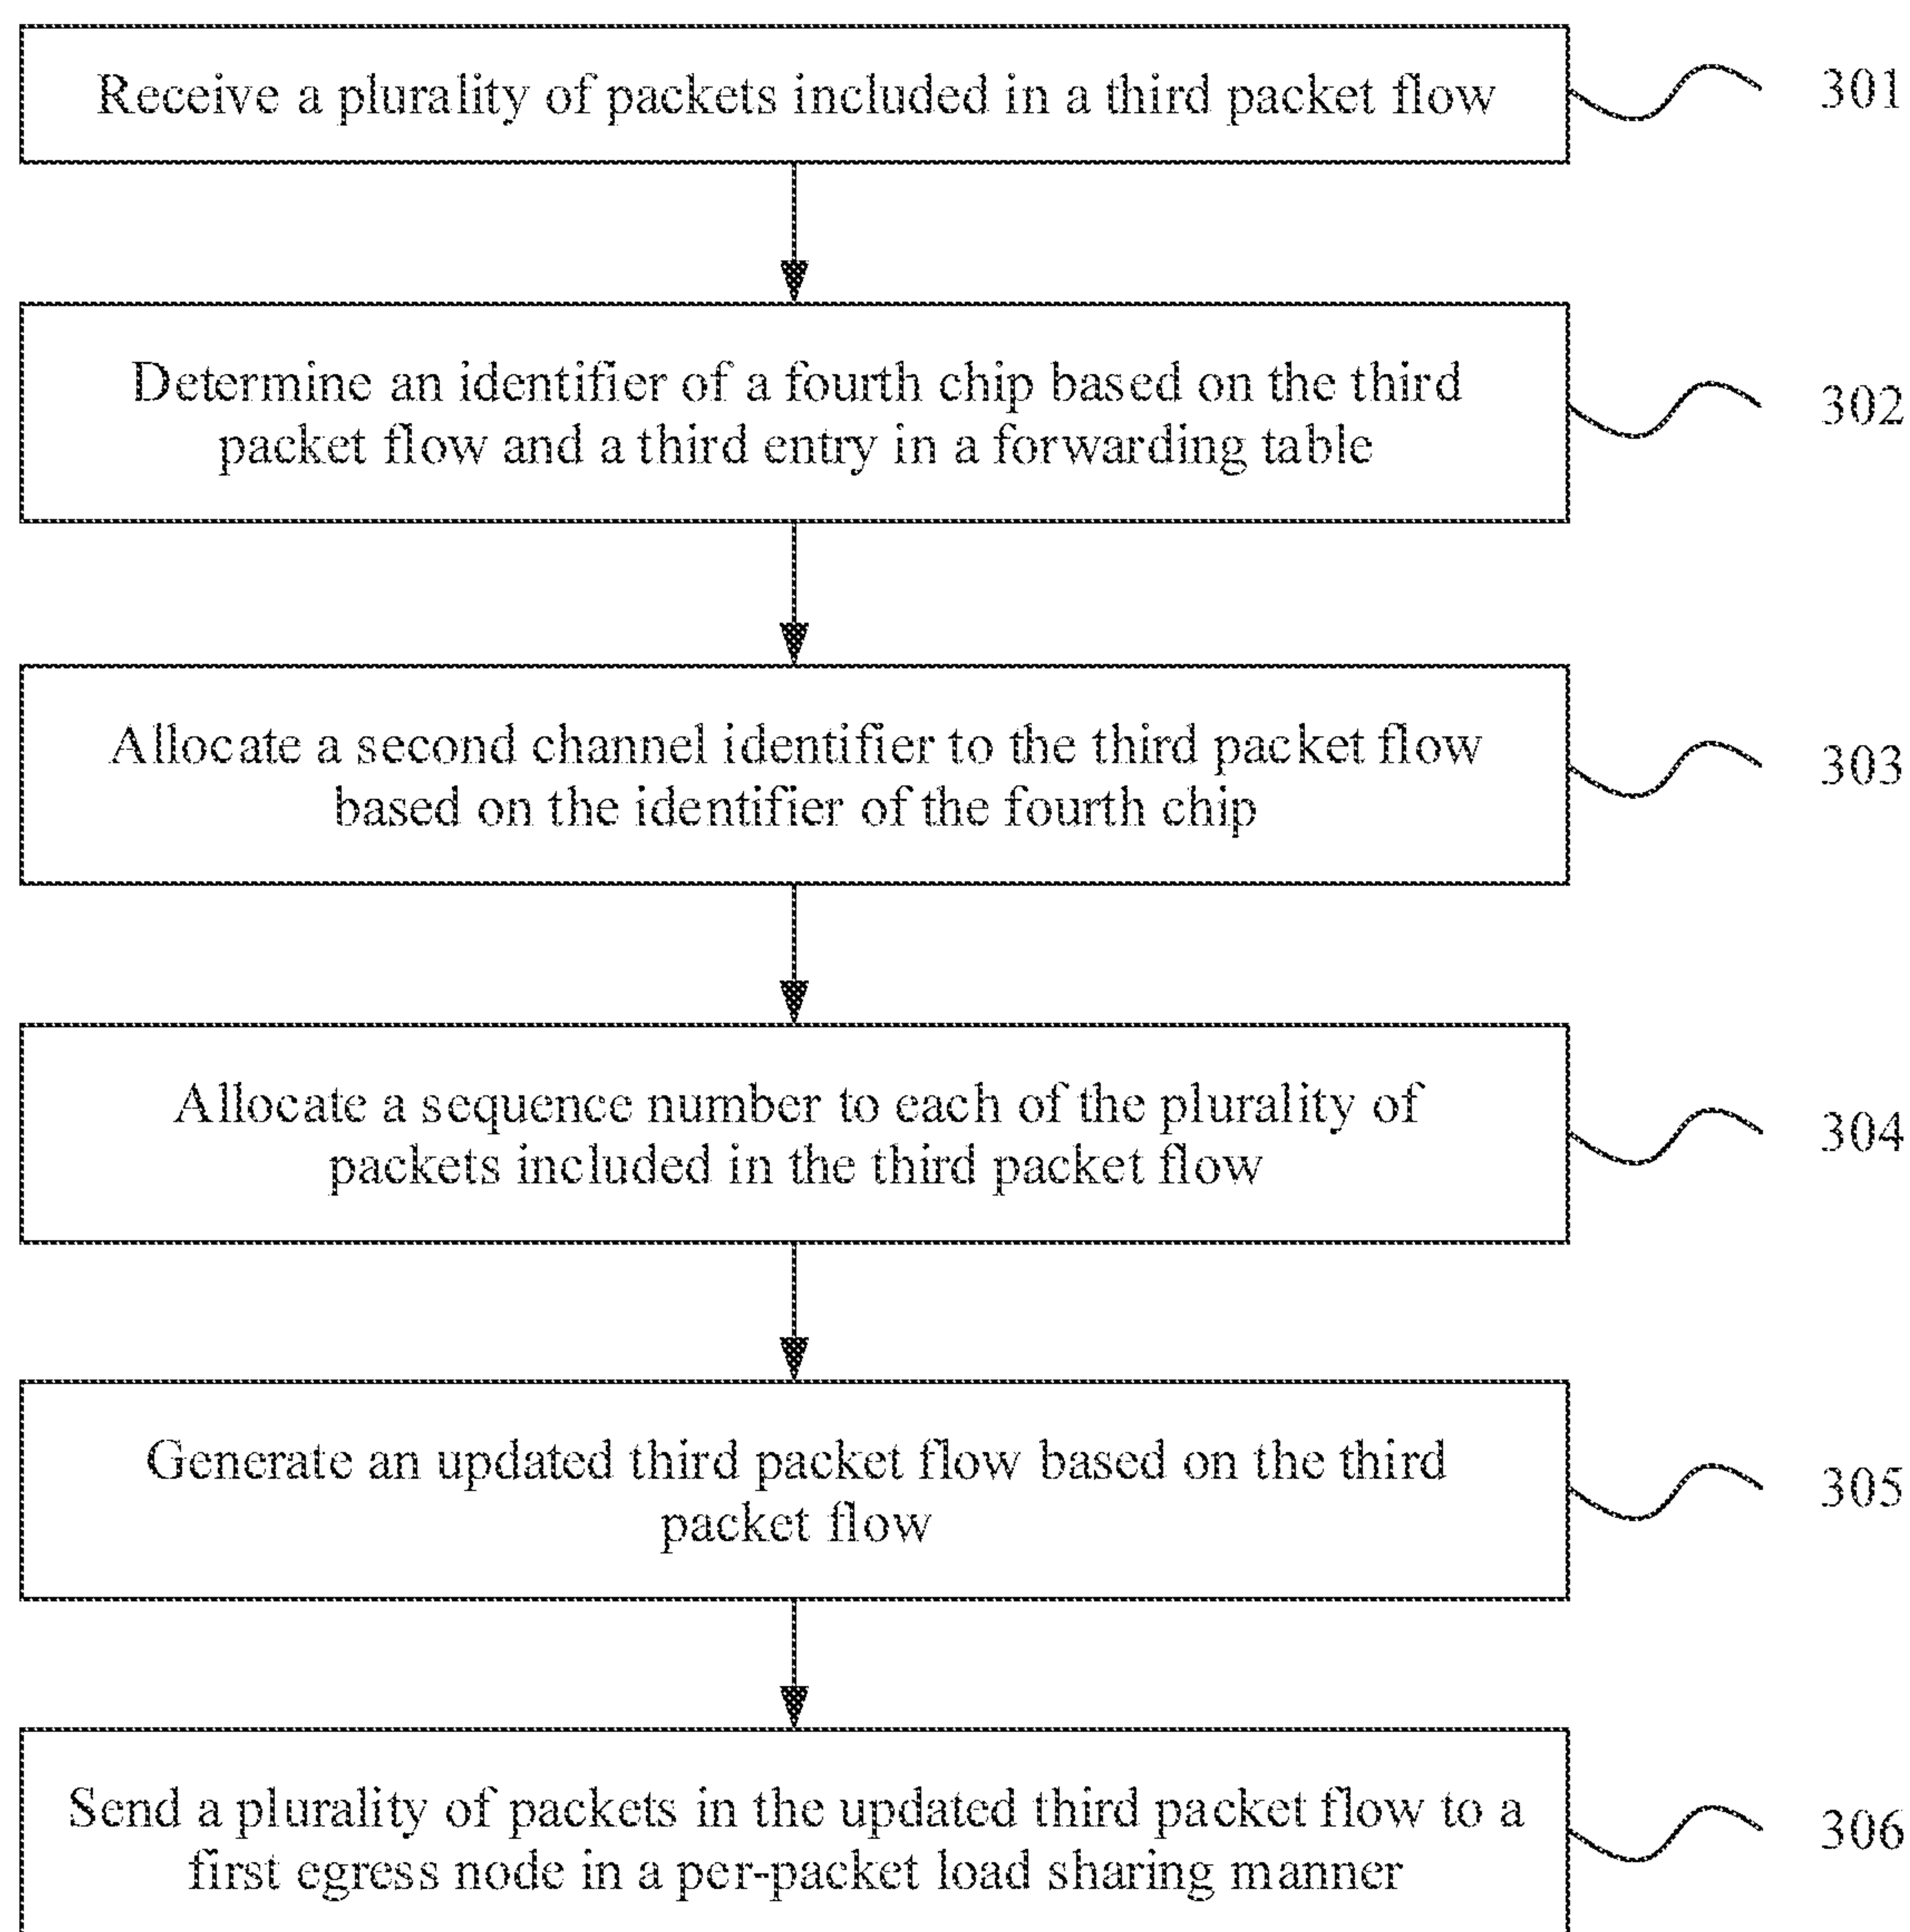 Receive a plurality of packets included in a third packet flow
301
Determine an identifier of a fourth chip based on the third
packet flow and a third entry in a forwarding table
302
Allocate a second channel identifier to the third packet flow
based on the identifier of the fourth chip
303
Allocate a sequence number to each of the plurality of
packets included in the third packet flow
304
Generate an updated third packet flow based on the third
packet flow
305
Send a plurality of packets in the updated third packet flow to a
first egress node in a per-packet load sharing manner
306